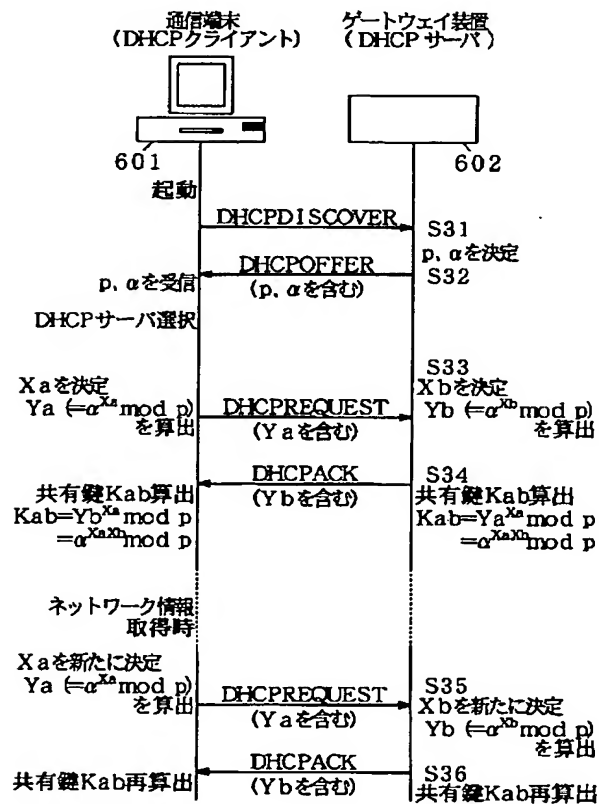 通信端末
(DHCPクライアント)
ゲートウェイ装置
(DHCPサーバ)
601
602
起動
DHCPDISCOVER
S31
p, αを決定
DHCPOFFER
S32
p, αを受信
(p, αを含む)
DHCPサーバ選択
S33
Xaを決定
Xbを決定
Ya (=α^Xa mod p)
DHCPREQUEST
Yb (=α^Xb mod p)
を算出
(Yaを含む)
を算出
DHCPACK
S34
共有鍵Kab算出
(Ybを含む)
共有鍵Kab算出
Kab=Yb^Xa mod p
Kab=Ya^Xa mod p
=α^XaXb mod p
=α^XaXb mod p
ネットワーク情報
取得時
Xaを新たに決定
Ya (=α^Xa mod p)
DHCPREQUEST
S35
を算出
(Yaを含む)
Xbを新たに決定
Yb (=α^Xb mod p)
を算出
DHCPACK
S36
共有鍵Kab再算出
(Ybを含む)
共有鍵Kab再算出